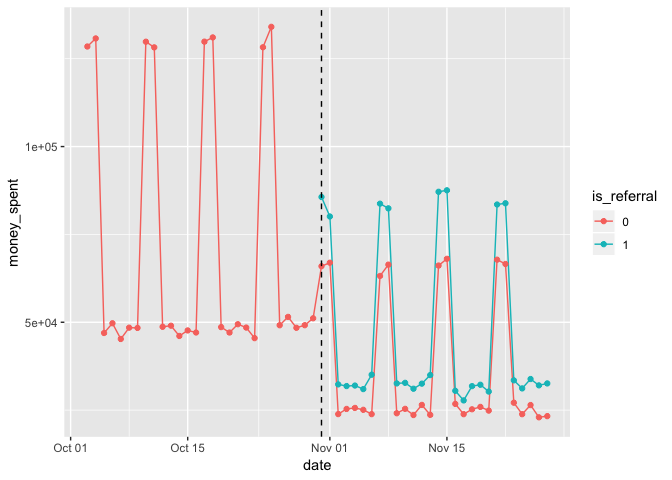 1e+05
5e+04
money_spent
Oct 01
Oct 15
Nov 01
Nov 15
date
is_referral
0
1